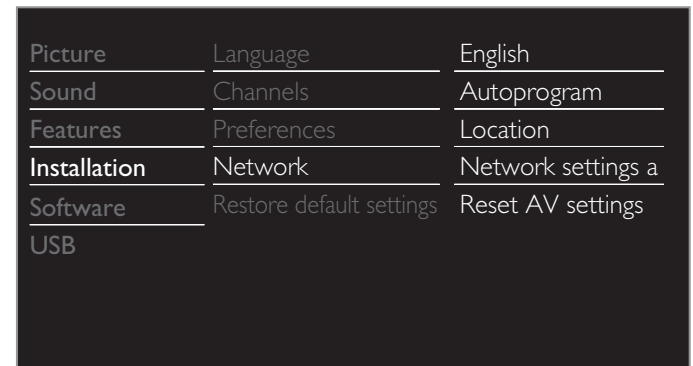 Picture Language English
Sound Channels Autoprogram
Features Preferences Location
Installation Network Network settings a
Software Restore default settings Reset AV settings
USB